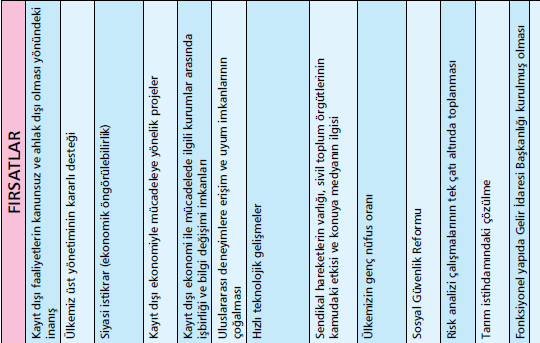 FIRSATLAR
Kayıt dışı faaliyetlerin kanunsuz ve ahlak dışı olması yönündeki
inanış
Ülkemiz üst yönetiminin kararlı desteği
Siyasi istikrar (ekonomik öngörülebilirlik)
Kayıt dışı ekonomiyle mücadeleye yönelik projeler
Kayıt dışı ekonomi ile mücadelede ilgili kurumlar arasında
işbirliği ve bilgi değişimi imkanları
Uluslararası deneyimlere erişim ve uyum imkanlarının
çoğalması
Hızlı teknolojik gelişmeler
Sendikal hareketlerin varlığı, sivil toplum örgütlerinin
kamudaki etkisi ve konuya medyanın ilgisi
Ülkemizin genç nüfus oranı
Sosyal Güvenlik Reformu
Risk analizi çalışmalarının tek çatı altında toplanması
Tarım istihdamındaki çözülme
Fonksiyonel yapıda Gelir İdaresi Başkanlığı kurulmuş olması